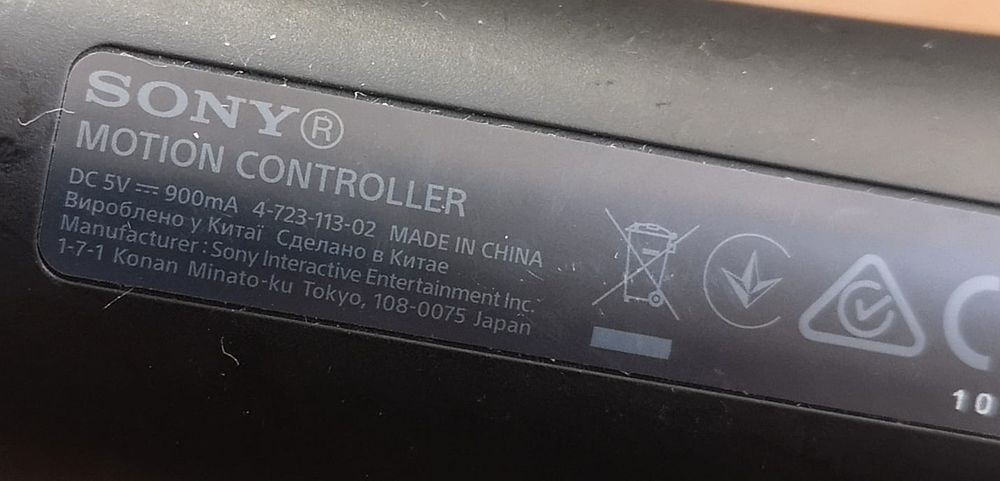 SONY®
MOTION CONTROLLER
DC 5V ⎓ 900mA 4-723-113-02 MADE IN CHINA
Вироблено у Китаї Сделано в Китае
Manufacturer : Sony Interactive Entertainment Inc.
1-7-1 Konan Minato-ku Tokyo, 108-0075 Japan
10